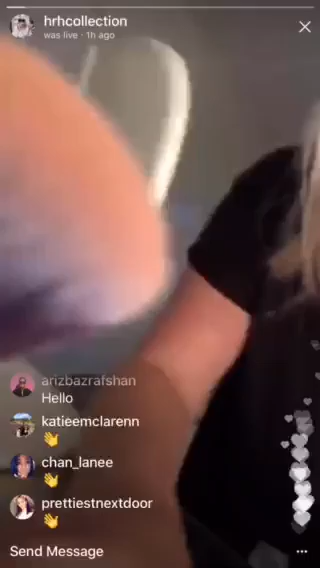 hrhcollection
was live · 1h ago
arizbazrafshan
Hello
katieemclarenn
👋
chan_lanee
👋
prettiestnextdoor
👋
Send Message